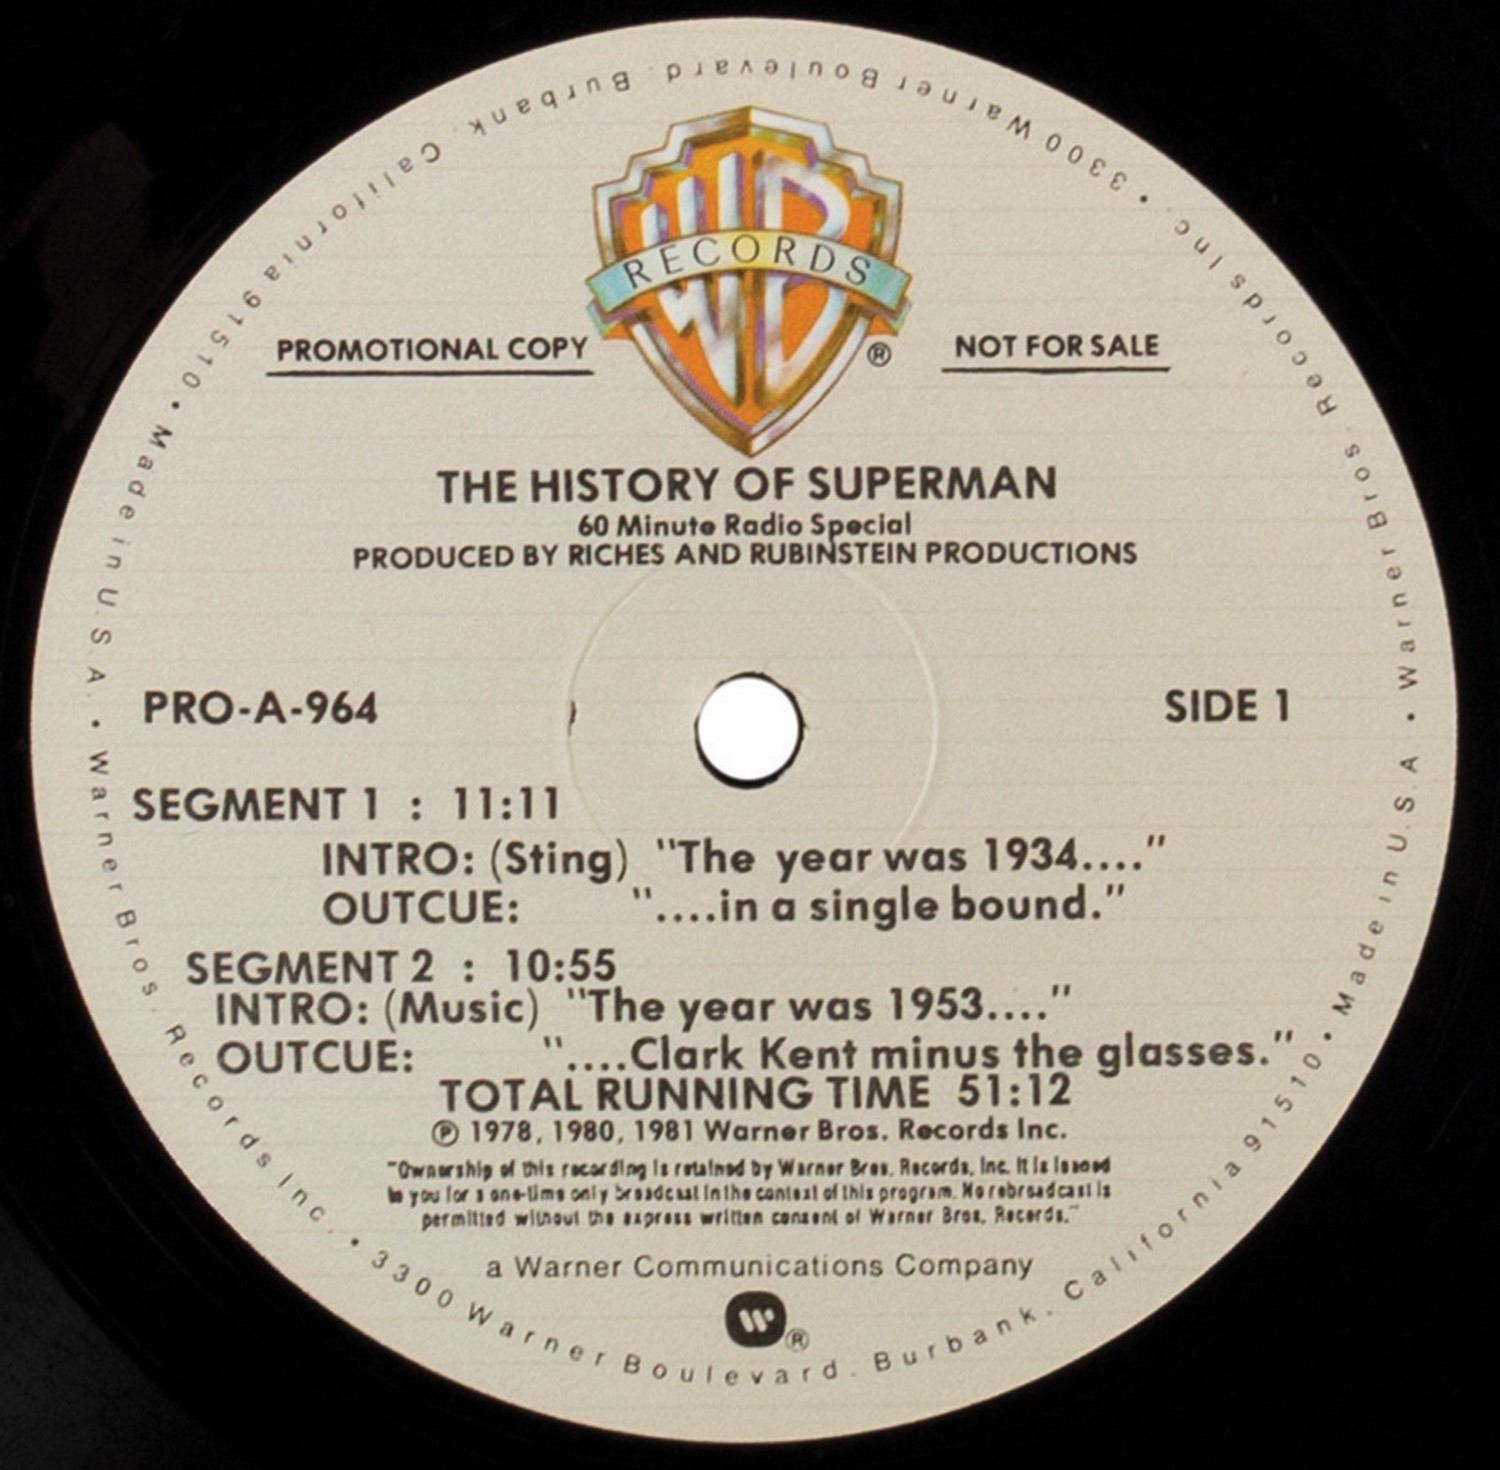 WB
RECORDS
®
PROMOTIONAL COPY
NOT FOR SALE
THE HISTORY OF SUPERMAN
60 Minute Radio Special
PRODUCED BY RICHES AND RUBINSTEIN PRODUCTIONS
PRO-A-964
SIDE 1
SEGMENT 1 : 11:11
INTRO: (Sting) "The year was 1934...."
OUTCUE: "....in a single bound."
SEGMENT 2 : 10:55
INTRO: (Music) "The year was 1953...."
OUTCUE: "....Clark Kent minus the glasses."
TOTAL RUNNING TIME 51:12
℗ 1978, 1980, 1981 Warner Bros. Records Inc.
"Ownership of this recording is retained by Warner Bros. Records, Inc. It is loaned
to you for a one-time only broadcast in the context of this program. No rebroadcast is
permitted without the express written consent of Warner Bros. Records."
a Warner Communications Company
®
• Warner Bros. Records Inc. • 3300 Warner Boulevard. Burbank. California 91510 • Made in U.S.A. • Warner Bros. Records Inc. • 3300 Warner Boulevard. Burbank. California 91510 • Made in U.S.A.